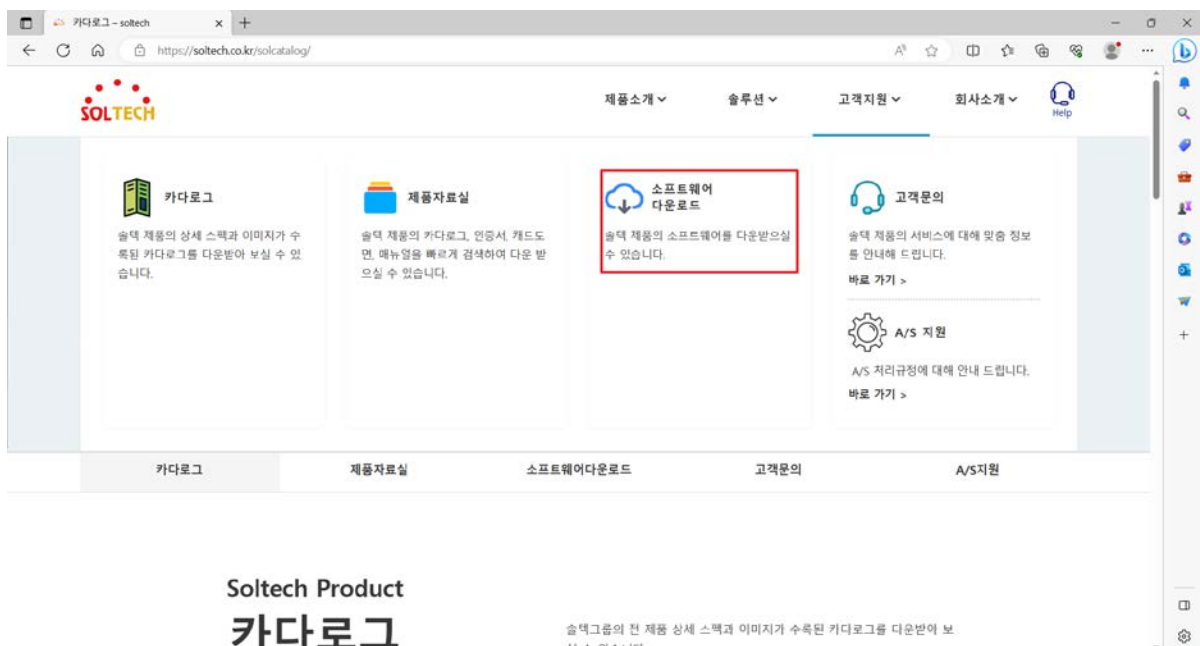 카다로그 – soltech
https://soltech.co.kr/solcatalog/
SOLTECH
제품소개
솔루션
고객지원
회사소개
Help
카다로그
솔텍 제품의 상세 스펙과 이미지가 수
록된 카다로그를 다운받아 보실 수 있
습니다.
제품자료실
솔텍 제품의 카다로그, 인증서, 캐드도
면, 매뉴얼을 빠르게 검색하여 다운 받
으실 수 있습니다.
소프트웨어
다운로드
솔텍 제품의 소프트웨어를 다운받으실
수 있습니다.
고객문의
솔텍 제품의 서비스에 대해 맞춤 정보
를 안내해 드립니다.
바로 가기 >
A/S 지원
A/S 처리규정에 대해 안내 드립니다.
바로 가기 >
카다로그
제품자료실
소프트웨어다운로드
고객문의
A/S지원
Soltech Product
카다로그
솔텍그룹의 전 제품 상세 스펙과 이미지가 수록된 카다로그를 다운받아 보